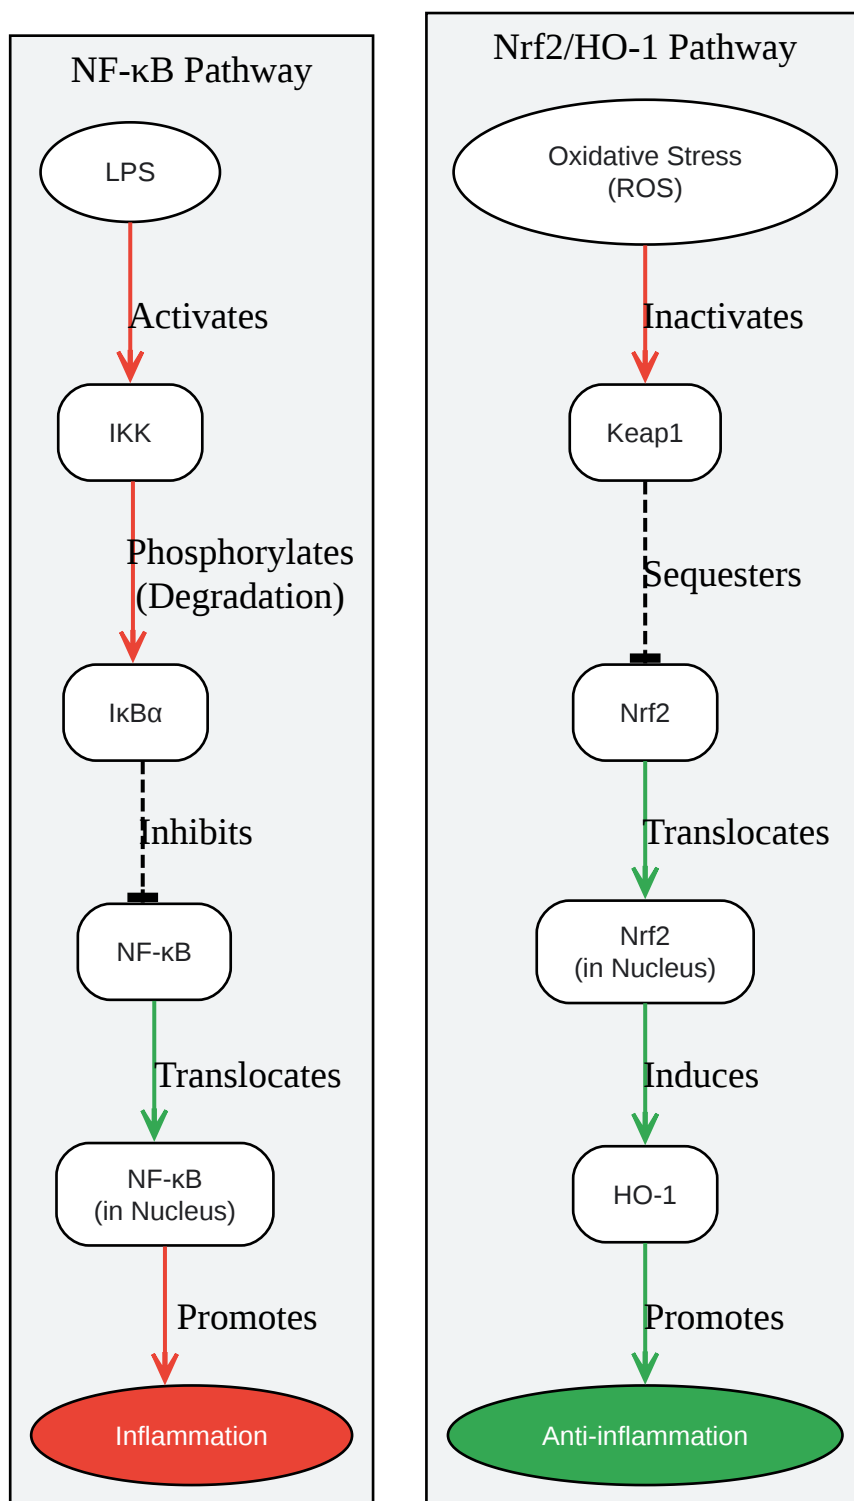 NF-κB Pathway
LPS
Activates
IKK
Phosphorylates
(Degradation)
IκBα
Inhibits
NF-κB
Translocates
NF-κB
(in Nucleus)
Promotes
Inflammation
Nrf2/HO-1 Pathway
Oxidative Stress
(ROS)
Inactivates
Keap1
Sequesters
Nrf2
Translocates
Nrf2
(in Nucleus)
Induces
HO-1
Promotes
Anti-inflammation